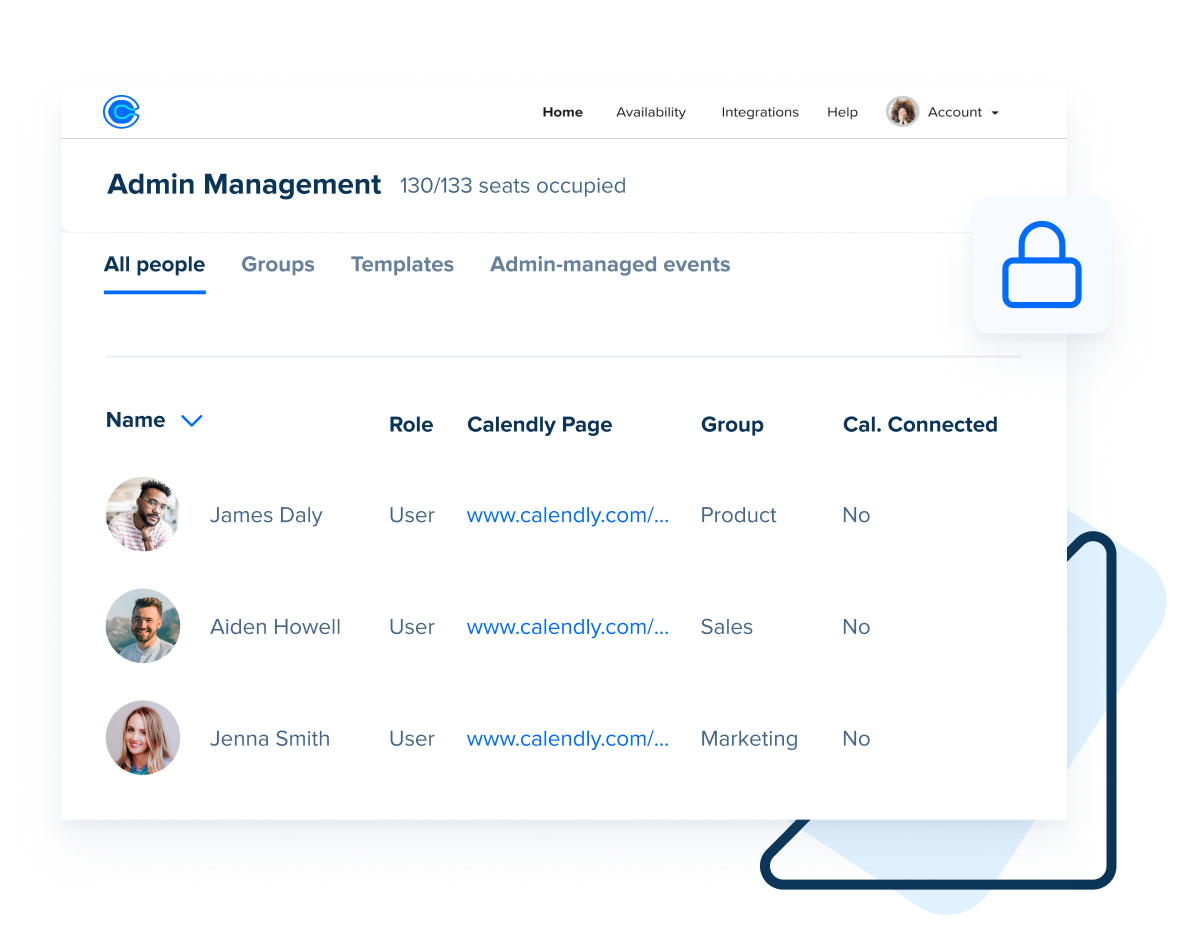 Home Availability Integrations Help Account
Admin Management 130/133 seats occupied
All people Groups Templates Admin-managed events
Name Role Calendly Page Group Cal. Connected
James Daly User www.calendly.com/... Product No
Aiden Howell User www.calendly.com/... Sales No
Jenna Smith User www.calendly.com/... Marketing No